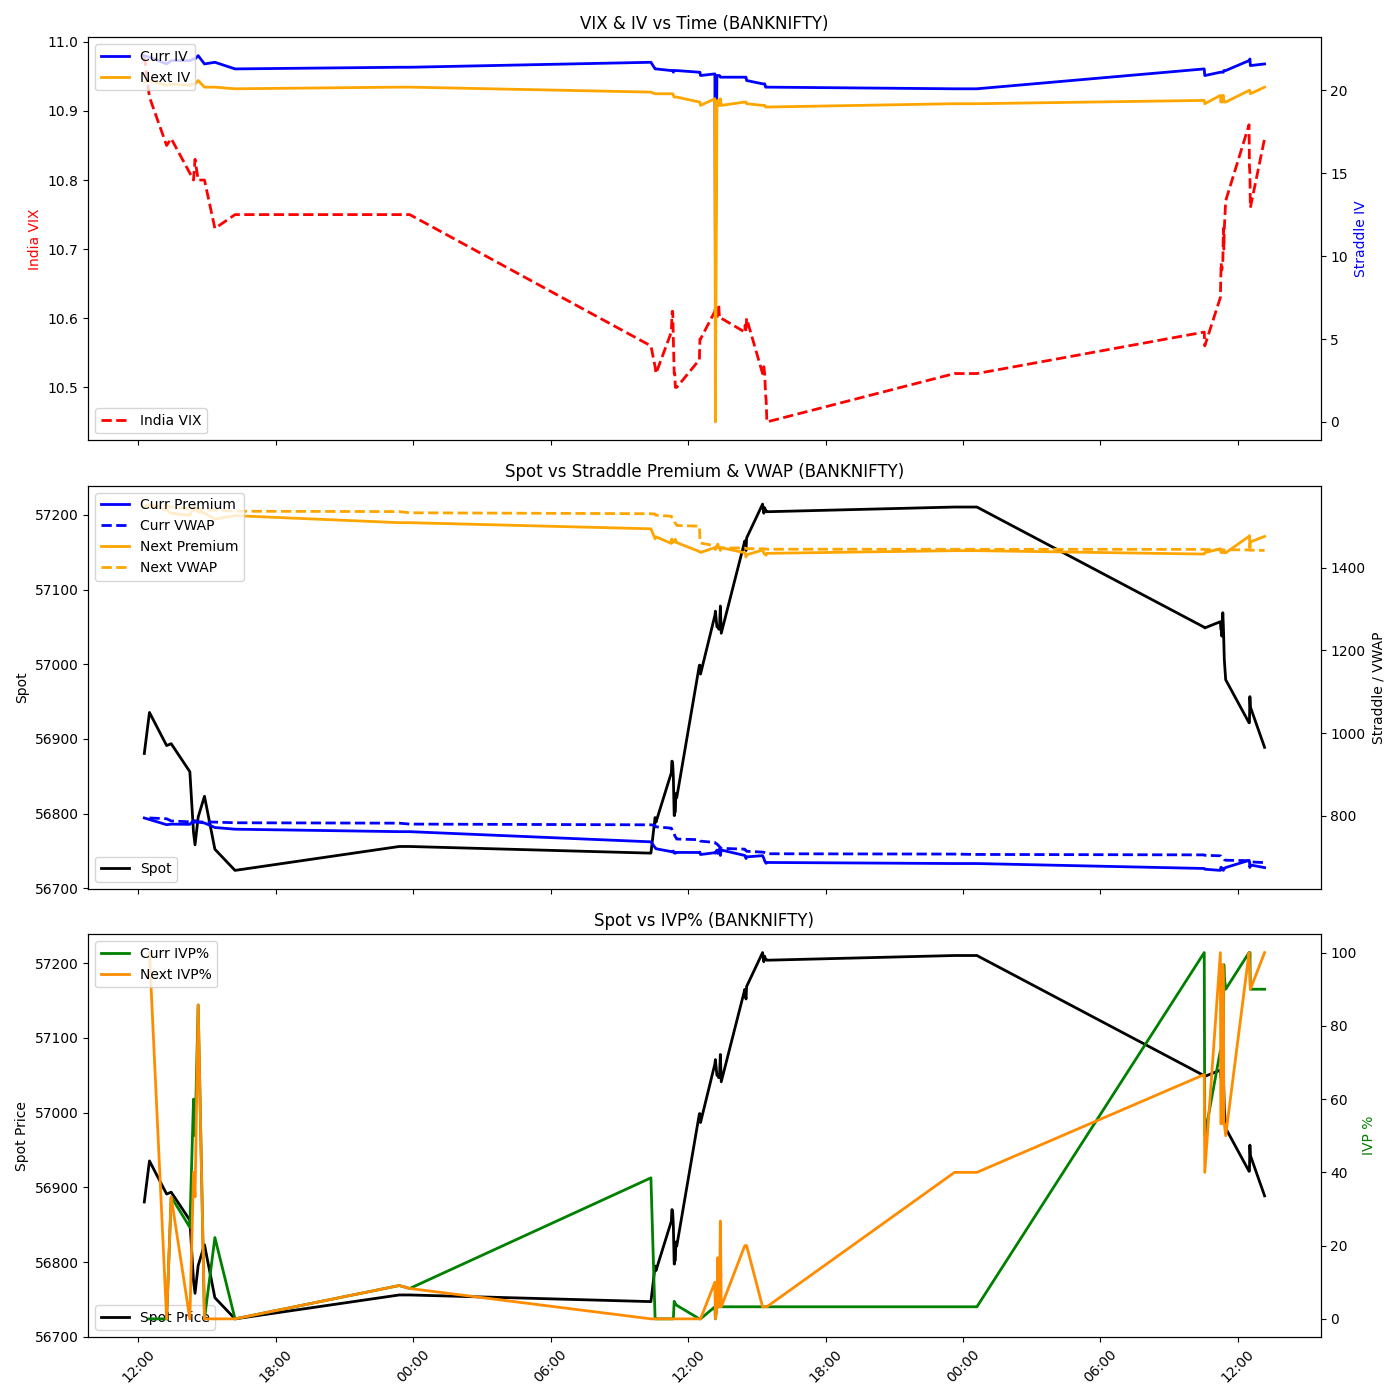 VIX & IV vs Time (BANKNIFTY)
Curr IV
Next IV
India VIX
11.0
10.9
10.8
10.7
10.6
10.5
India VIX
20
15
10
5
0
Straddle IV
Spot vs Straddle Premium & VWAP (BANKNIFTY)
Curr Premium
Curr VWAP
Next Premium
Next VWAP
Spot
57200
57100
57000
56900
56800
56700
Spot
1400
1200
1000
800
Straddle / VWAP
Spot vs IVP% (BANKNIFTY)
Curr IVP%
Next IVP%
Spot Price
57200
57100
57000
56900
56800
56700
Spot Price
100
80
60
40
20
0
IVP %
12:00
18:00
00:00
06:00
12:00
18:00
00:00
06:00
12:00